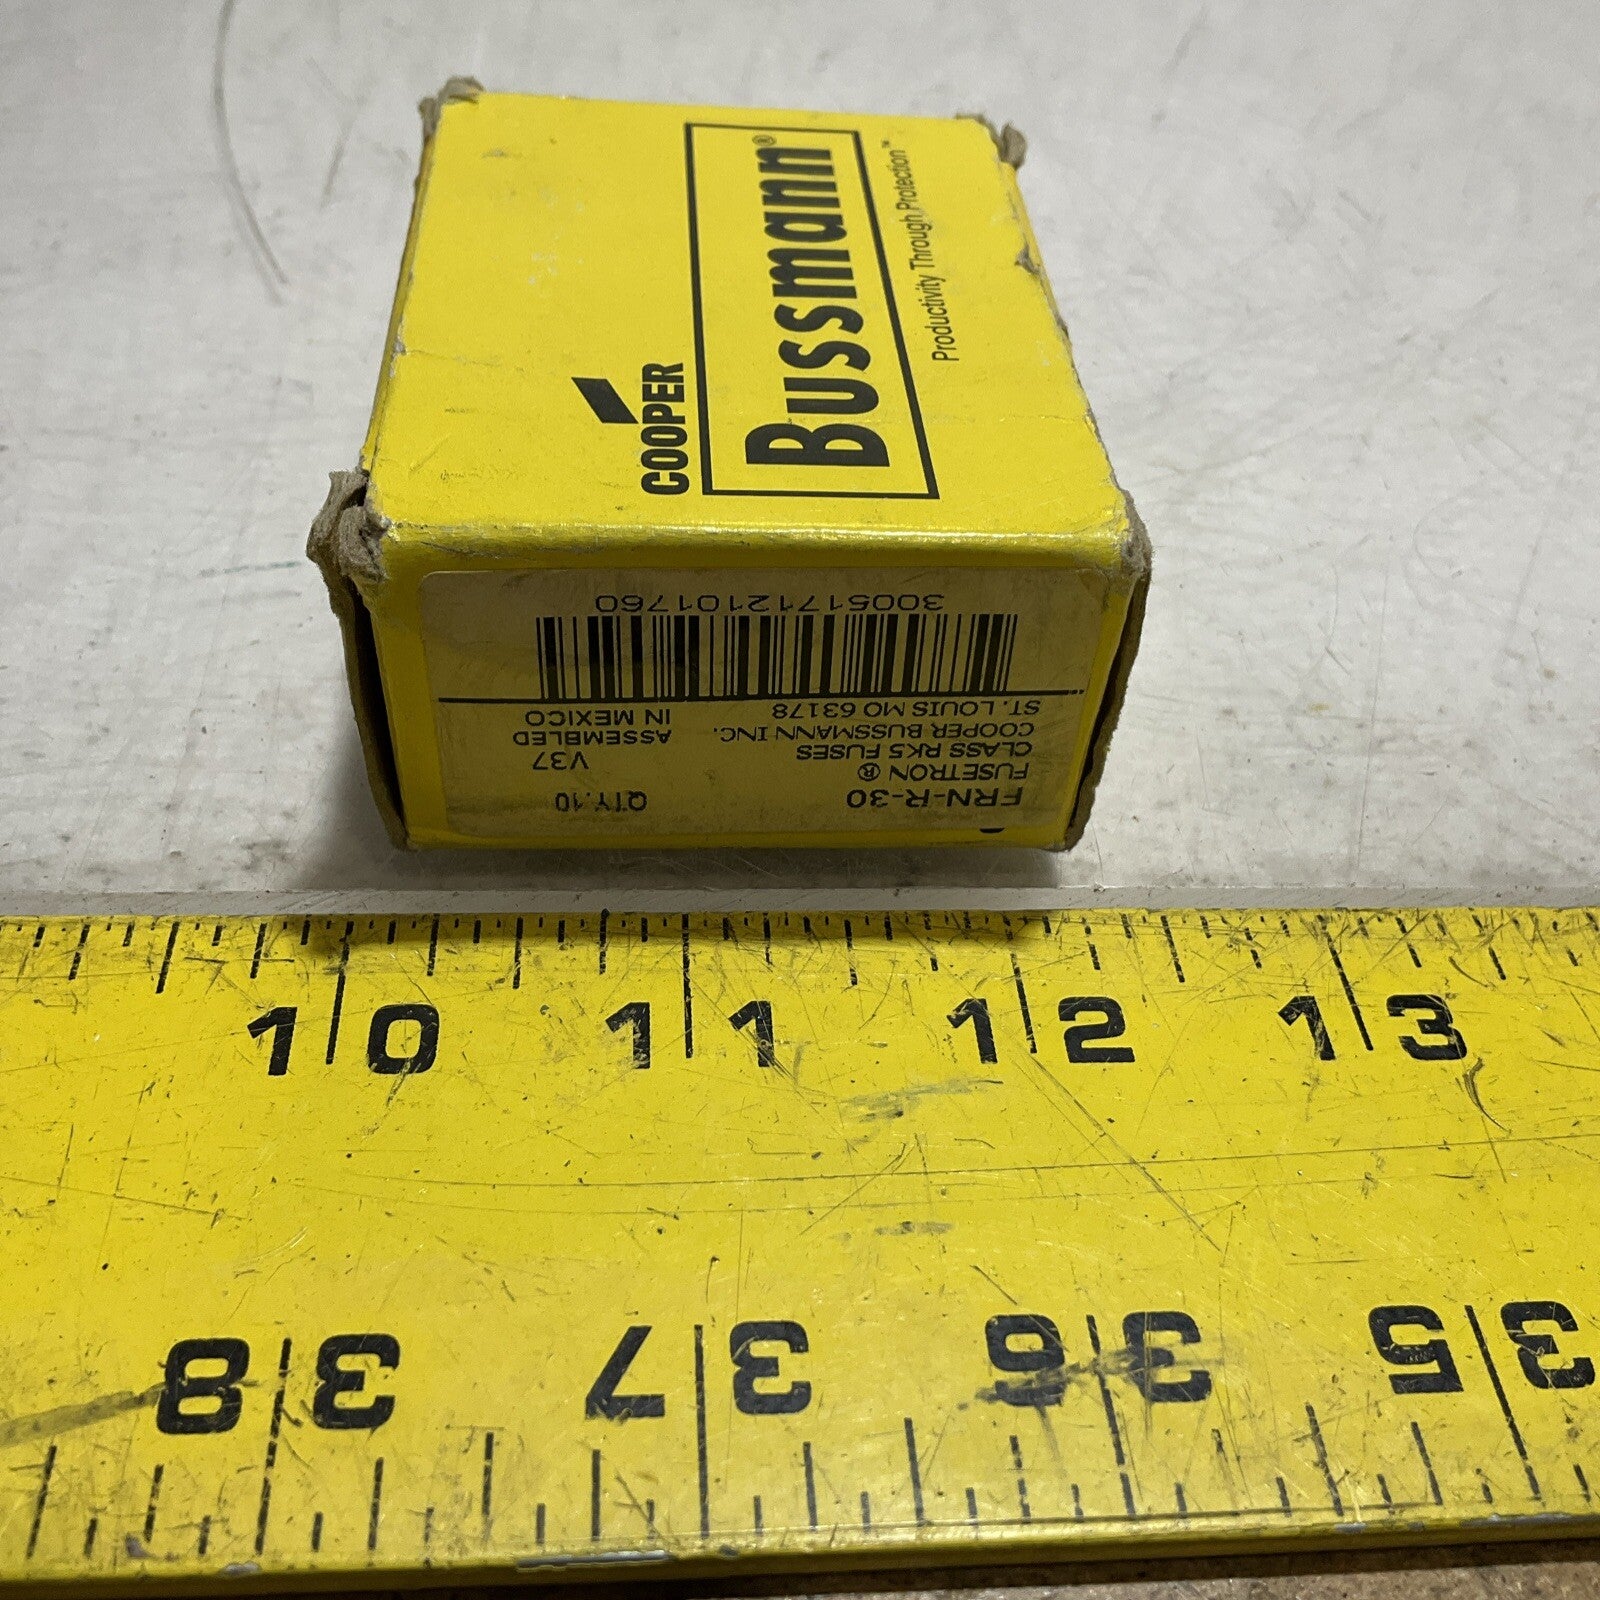 COOPER
Bussmann®
Productivity Through Protection™
FRN-R-30 QTY.10
FUSETRON ®
CLASS RK5 FUSES V37
COOPER BUSSMANN INC. ASSEMBLED
ST. LOUIS MO 63178 IN MEXICO
30051712101760
10 11 12 13
38 37 36 35